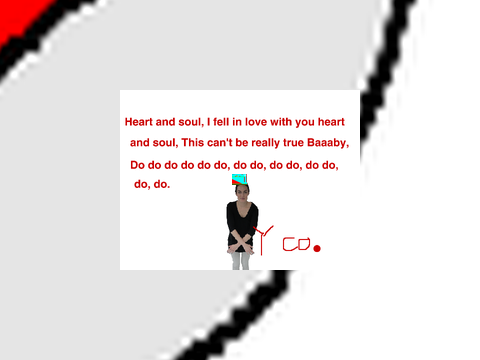 Heart and soul, I fell in love with you heart
and soul, This can't be really true Baaaby,
Do do do do do do, do do, do do, do do,
do, do.
Y co.